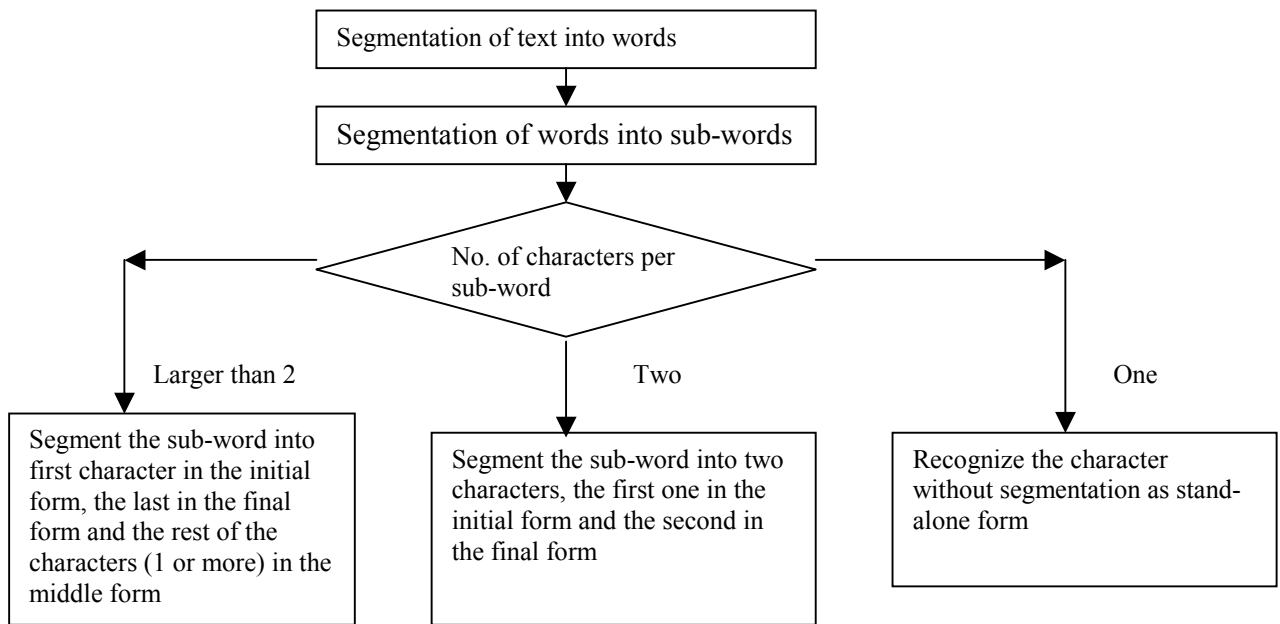 Segmentation of text into words
Segmentation of words into sub-words
No. of characters per
sub-word
Larger than 2
Two
One
Segment the sub-word into
first character in the initial
form, the last in the final
form and the rest of the
characters (1 or more) in the
middle form
Segment the sub-word into two
characters, the first one in the
initial form and the second in
the final form
Recognize the character
without segmentation as stand-
alone form